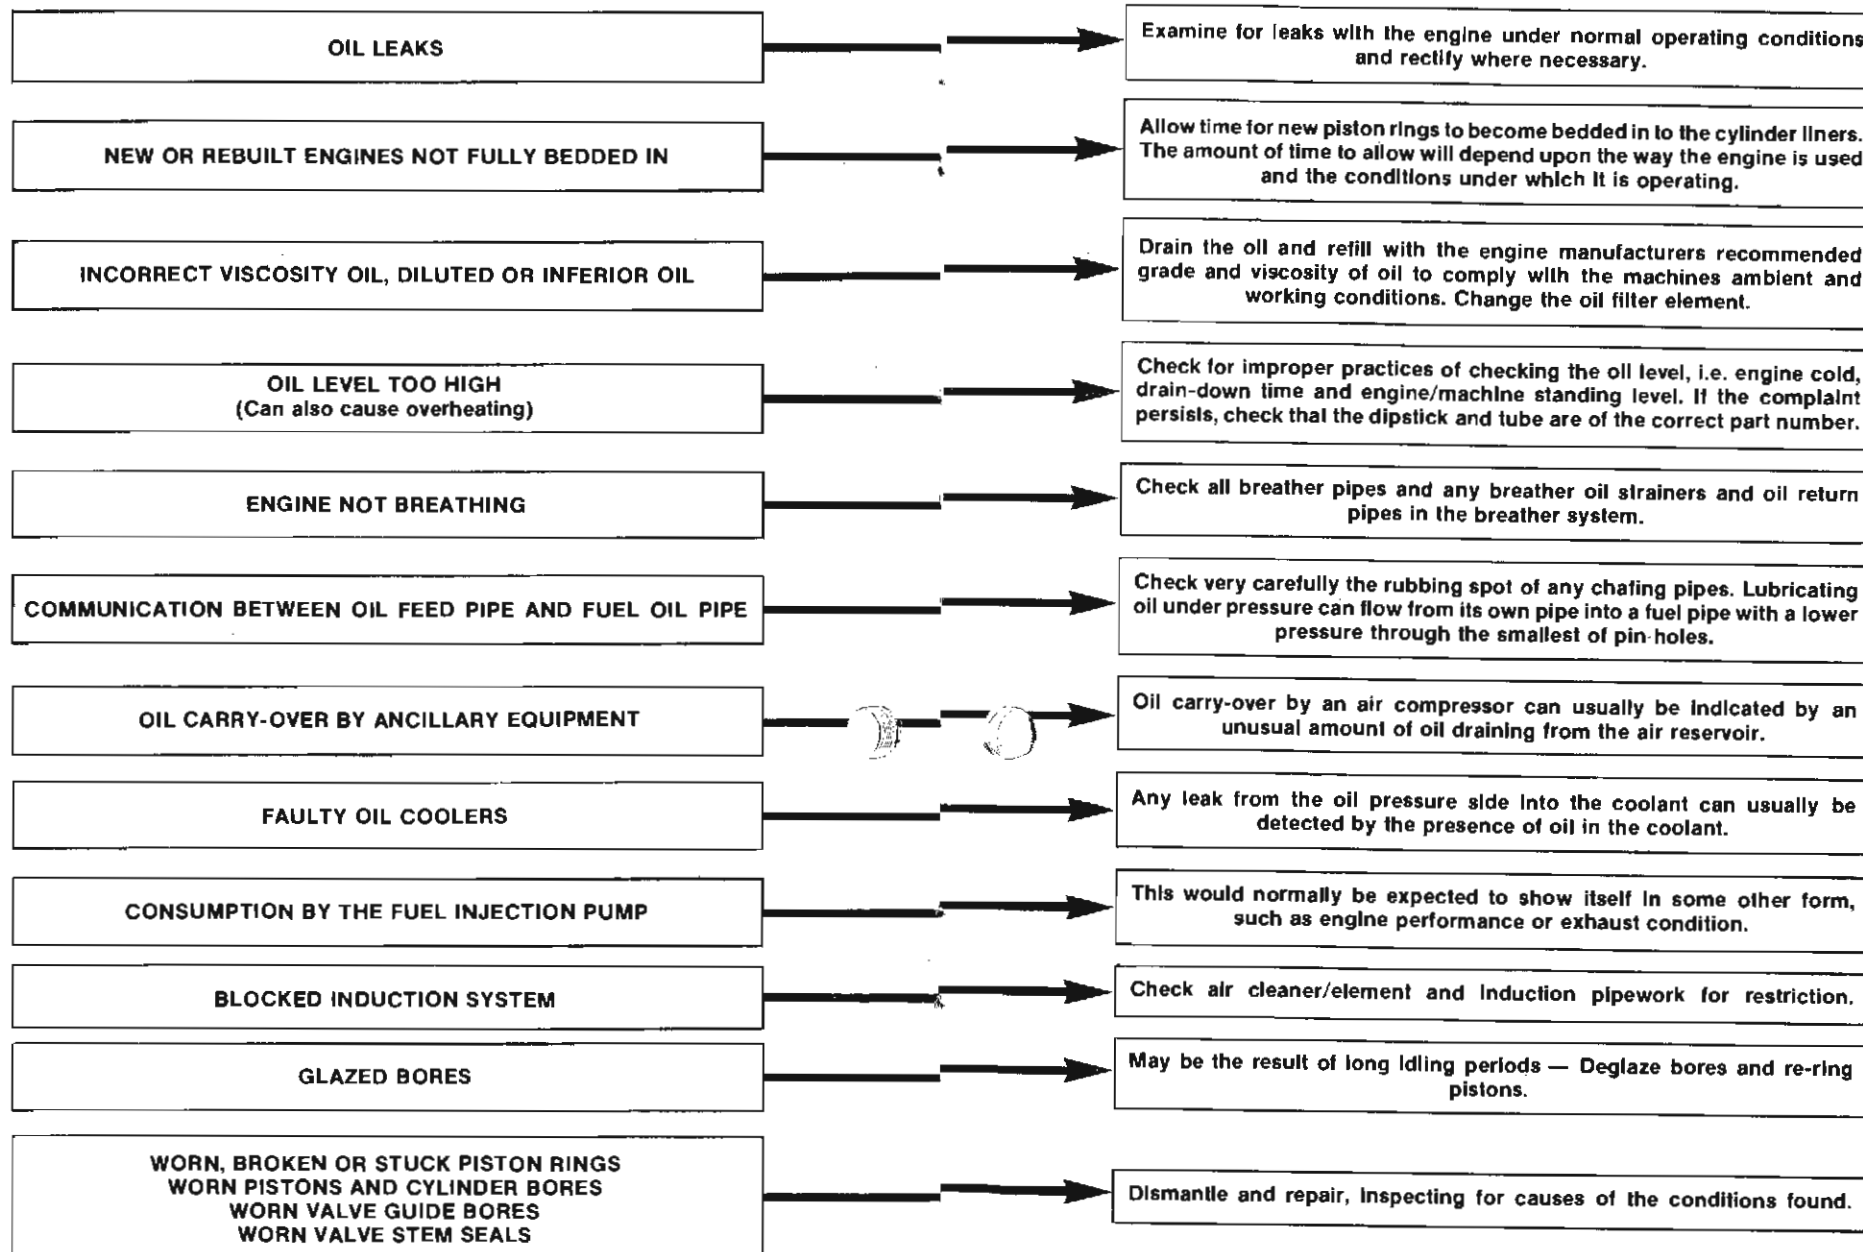 OIL LEAKS
Examine for leaks with the engine under normal operating conditions
and rectify where necessary.
NEW OR REBUILT ENGINES NOT FULLY BEDDED IN
Allow time for new piston rings to become bedded in to the cylinder liners.
The amount of time to allow will depend upon the way the engine is used
and the conditions under which it is operating.
INCORRECT VISCOSITY OIL, DILUTED OR INFERIOR OIL
Drain the oil and refill with the engine manufacturers recommended
grade and viscosity of oil to comply with the machines ambient and
working conditions. Change the oil filter element.
OIL LEVEL TOO HIGH
(Can also cause overheating)
Check for improper practices of checking the oil level, i.e. engine cold,
drain-down time and engine/machine standing level. If the complaint
persists, check that the dipstick and tube are of the correct part number.
ENGINE NOT BREATHING
Check all breather pipes and any breather oil strainers and oil return
pipes in the breather system.
COMMUNICATION BETWEEN OIL FEED PIPE AND FUEL OIL PIPE
Check very carefully the rubbing spot of any chafing pipes. Lubricating
oil under pressure can flow from its own pipe into a fuel pipe with a lower
pressure through the smallest of pin-holes.
OIL CARRY-OVER BY ANCILLARY EQUIPMENT
Oil carry-over by an air compressor can usually be indicated by an
unusual amount of oil draining from the air reservoir.
FAULTY OIL COOLERS
Any leak from the oil pressure side into the coolant can usually be
detected by the presence of oil in the coolant.
CONSUMPTION BY THE FUEL INJECTION PUMP
This would normally be expected to show itself in some other form,
such as engine performance or exhaust condition.
BLOCKED INDUCTION SYSTEM
Check air cleaner/element and induction pipework for restriction.
GLAZED BORES
May be the result of long idling periods — Deglaze bores and re-ring
pistons.
WORN, BROKEN OR STUCK PISTON RINGS
WORN PISTONS AND CYLINDER BORES
WORN VALVE GUIDE BORES
WORN VALVE STEM SEALS
Dismantle and repair, inspecting for causes of the conditions found.